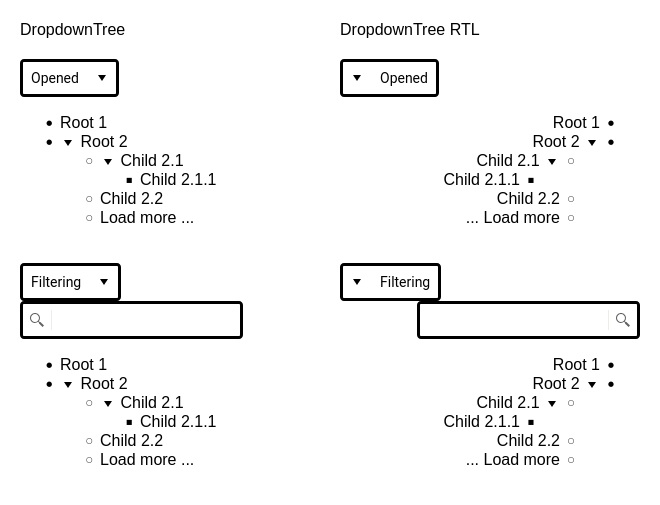 DropdownTree
Opened
Root 1
Root 2
Child 2.1
Child 2.1.1
Child 2.2
Load more ...
Filtering
Root 1
Root 2
Child 2.1
Child 2.1.1
Child 2.2
Load more ...
DropdownTree RTL
Opened
Root 1
Root 2
Child 2.1
Child 2.1.1
Child 2.2
... Load more
Filtering
Root 1
Root 2
Child 2.1
Child 2.1.1
Child 2.2
... Load more